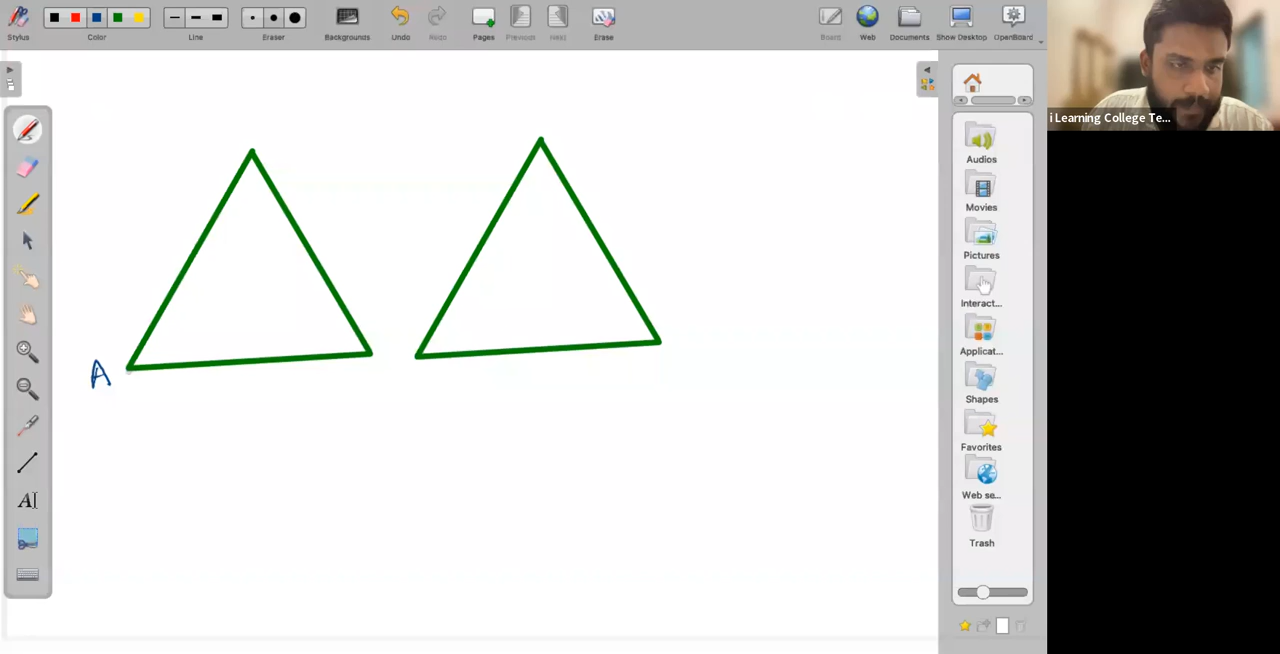 Stylus
Color
Line
Eraser
Backgrounds
Undo
Redo
Pages
Previous
Next
Erase
Board
Web
Documents
Show Desktop
OpenBoard
i Learning College Te...
Audios
Movies
Pictures
Interact...
Applicat...
Shapes
Favorites
Web se...
Trash
A
AI